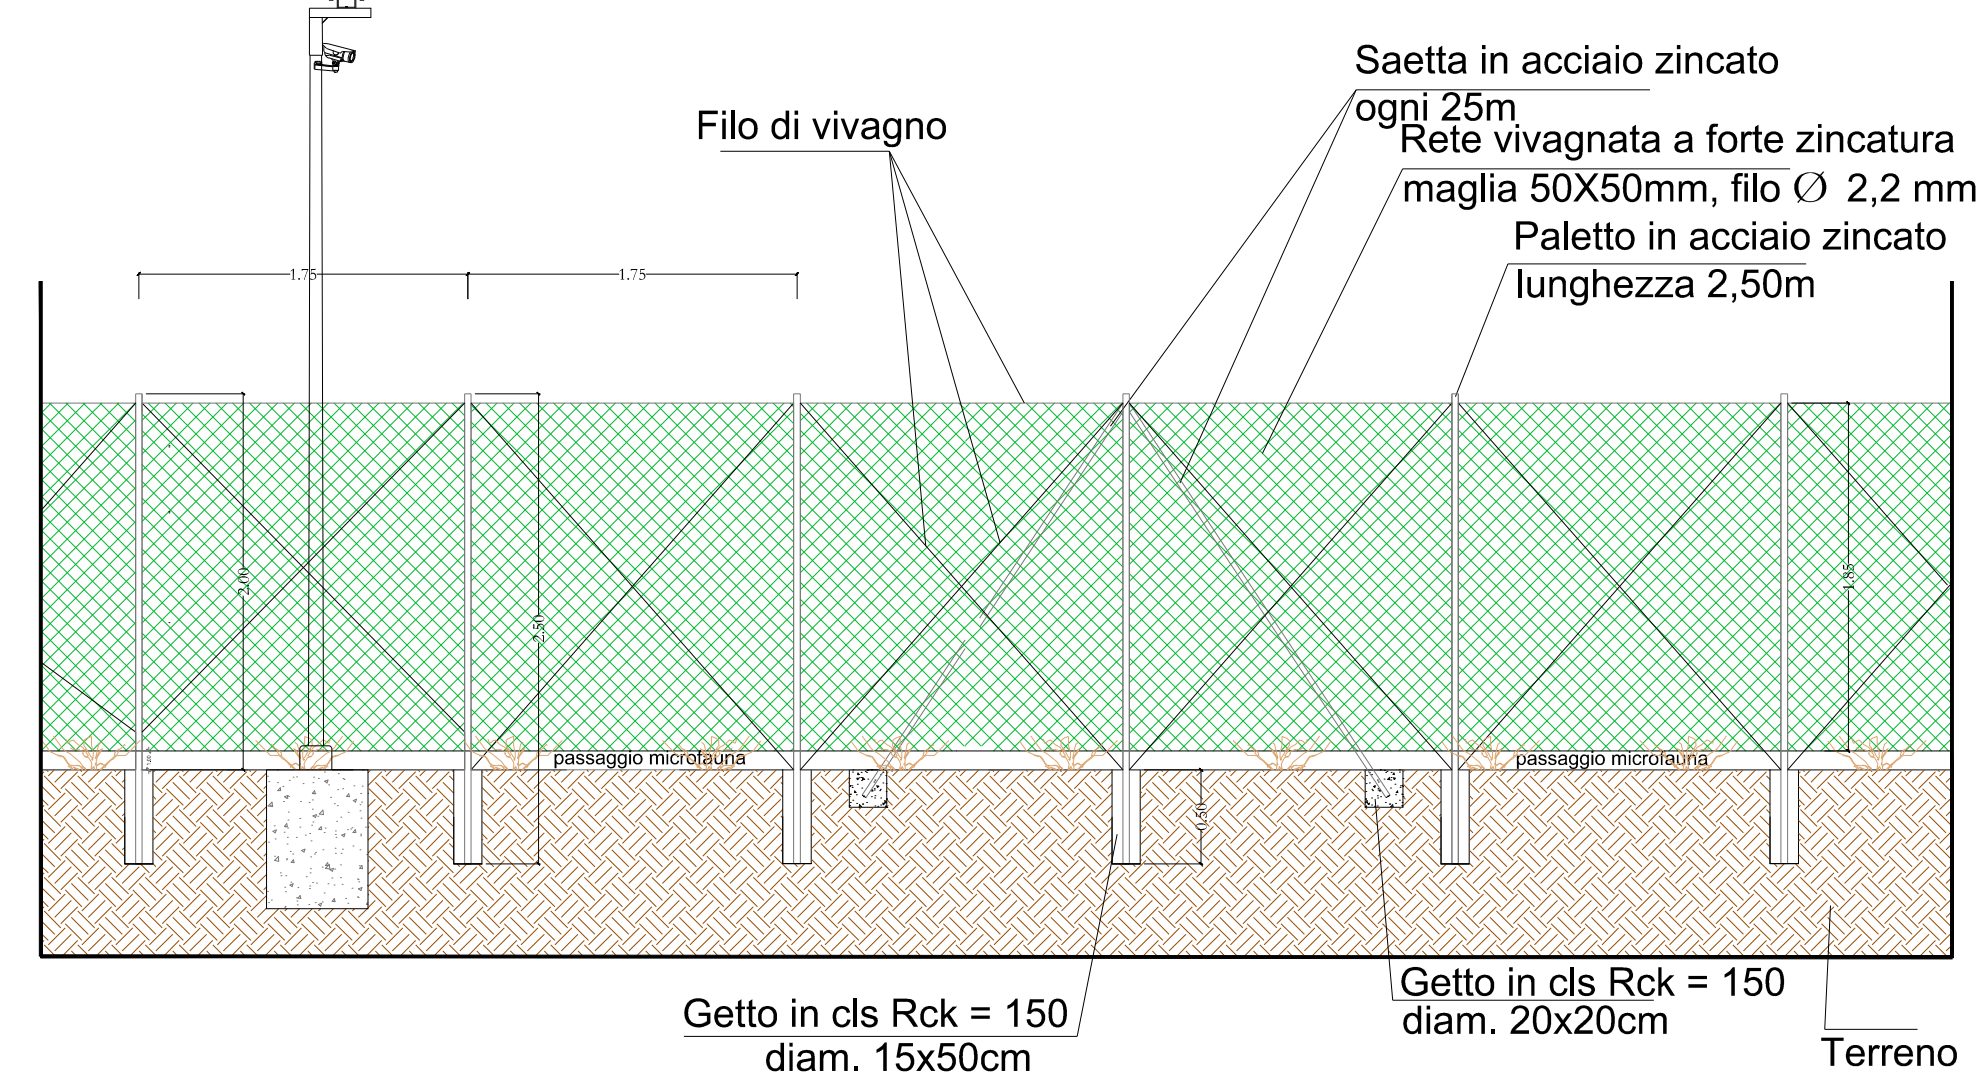 Saetta in acciaio zincato
ogni 25m
Filo di vivagno
Rete vivagnata a forte zincatura
maglia 50X50mm, filo Ø 2,2 mm
Paletto in acciaio zincato
lunghezza 2,50m
1.75
1.75
2.00
2.50
1.85
passaggio microfauna
passaggio microfauna
0.50
Getto in cls Rck = 150
diam. 20x20cm
Getto in cls Rck = 150
diam. 15x50cm
Terreno